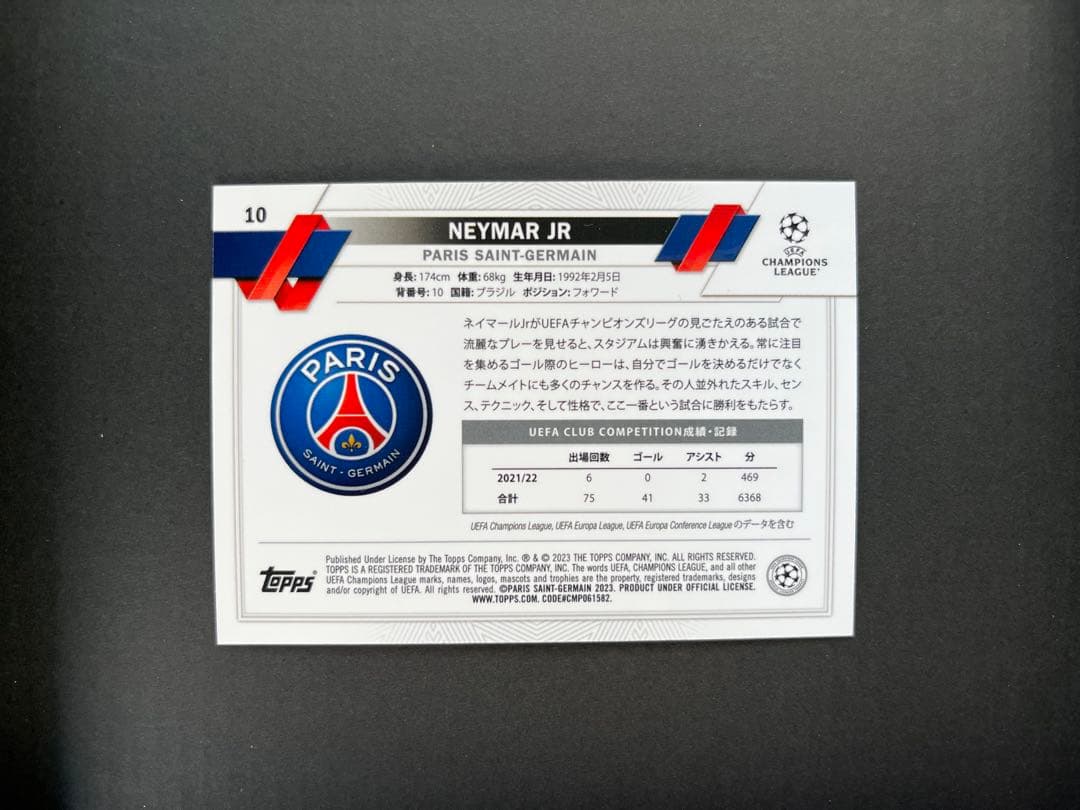 10
NEYMAR JR
PARIS SAINT-GERMAIN
UEFA
CHAMPIONS
LEAGUE
身長: 174cm 体重: 68kg 生年月日: 1992年2月5日
背番号: 10 国籍: ブラジル ポジション: フォワード
PARIS
SAINT-GERMAIN
ネイマールJrがUEFAチャンピオンズリーグの見ごたえのある試合で
流麗なプレーを見せると、スタジアムは興奮に湧きかえる。常に注目
を集めるゴール際のヒーローは、自分でゴールを決めるだけでなく
チームメイトにも多くのチャンスを作る。その人並外れたスキル、セン
ス、テクニック、そして性格で、ここ一番という試合に勝利をもたらす。
UEFA CLUB COMPETITION成績・記録
出場回数 ゴール アシスト 分
2021/22 6 0 2 469
合計 75 41 33 6368
UEFA Champions League, UEFA Europa League, UEFA Europa Conference League のデータを含む
Topps®
Published Under License by The Topps Company, Inc. ® & © 2023 THE TOPPS COMPANY, INC. ALL RIGHTS RESERVED.
TOPPS IS A REGISTERED TRADEMARK OF THE TOPPS COMPANY, INC. The words UEFA, CHAMPIONS LEAGUE, and all other
UEFA Champions League marks, names, logos, mascots and trophies are the property, registered trademarks, designs
and/or copyright of UEFA. All rights reserved. ©PARIS SAINT-GERMAIN 2023. PRODUCT UNDER OFFICIAL LICENSE.
WWW.TOPPS.COM. CODE#CMP061582.